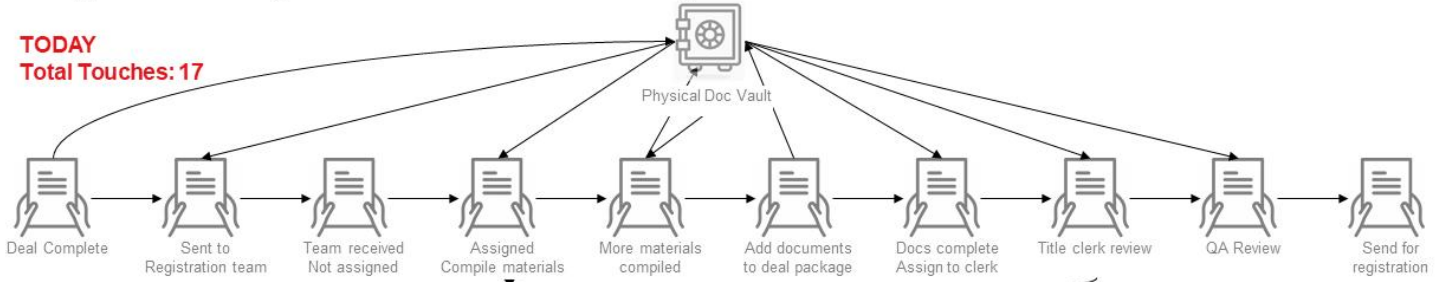 TODAY
Total Touches: 17
Physical Doc Vault
Deal Complete
Sent to
Registration team
Team received
Not assigned
Assigned
Compile materials
More materials
compiled
Add documents
to deal package
Docs complete
Assign to clerk
Title clerk review
QA Review
Send for
registration